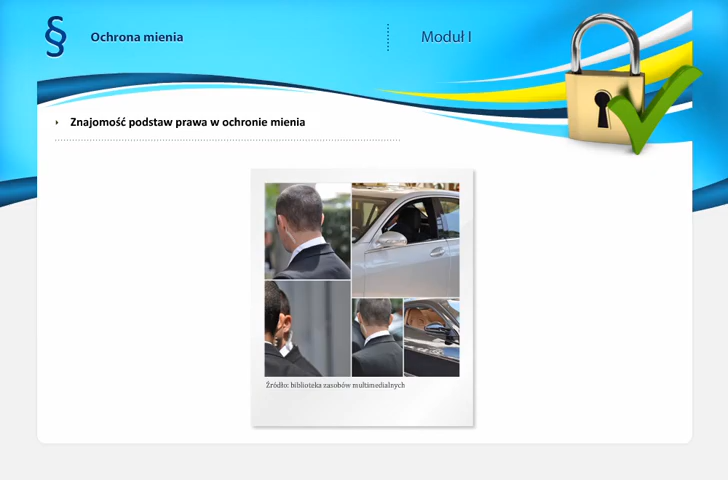 § Ochrona mienia
Moduł I
Znajomość podstaw prawa w ochronie mienia
Źródło: biblioteka zasobów multimedialnych